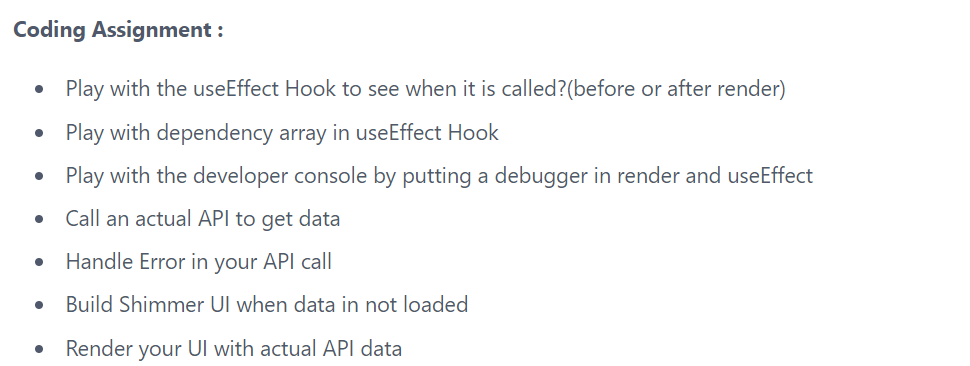 Coding Assignment :
• Play with the useEffect Hook to see when it is called?(before or after render)
• Play with dependency array in useEffect Hook
• Play with the developer console by putting a debugger in render and useEffect
• Call an actual API to get data
• Handle Error in your API call
• Build Shimmer UI when data in not loaded
• Render your UI with actual API data